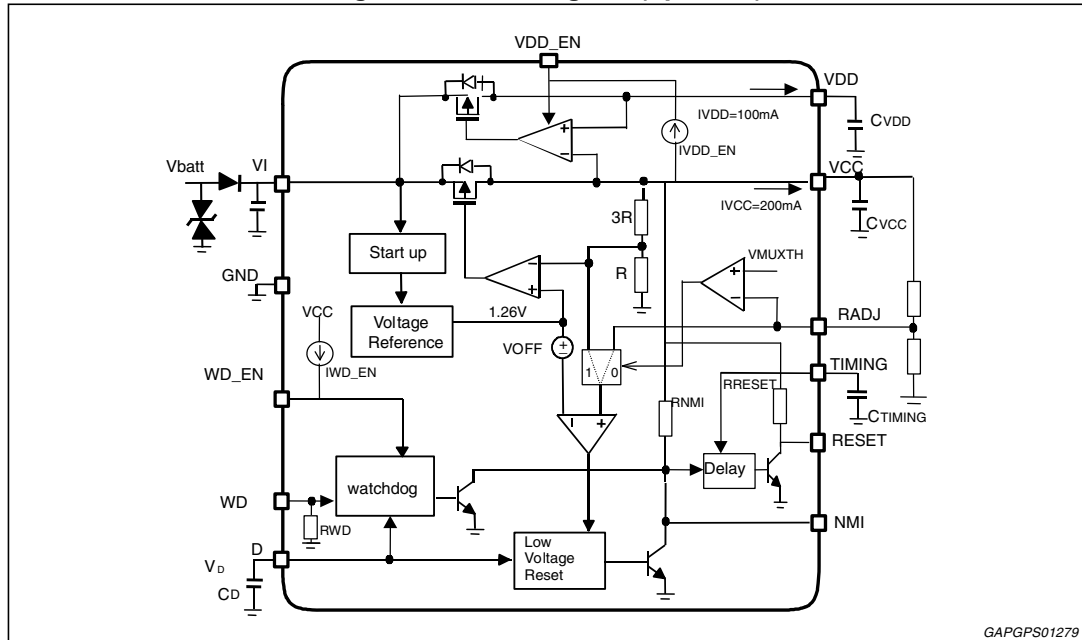 VDD_EN
VDD
IVDD=100mA
CVDD
IVDD_EN
Vbatt
VI
VCC
IVCC=200mA
CVCC
3R
Start up
VMUXTH
R
GND
1.26V
VCC
Voltage
Reference
VOFF
RADJ
IWD_EN
1 0
TIMING
WD_EN
RRESET
RNMI
CTIMING
RESET
Delay
watchdog
WD
NMI
RWD
D
Low
Voltage
Reset
VD
CD
GAPGPS01279